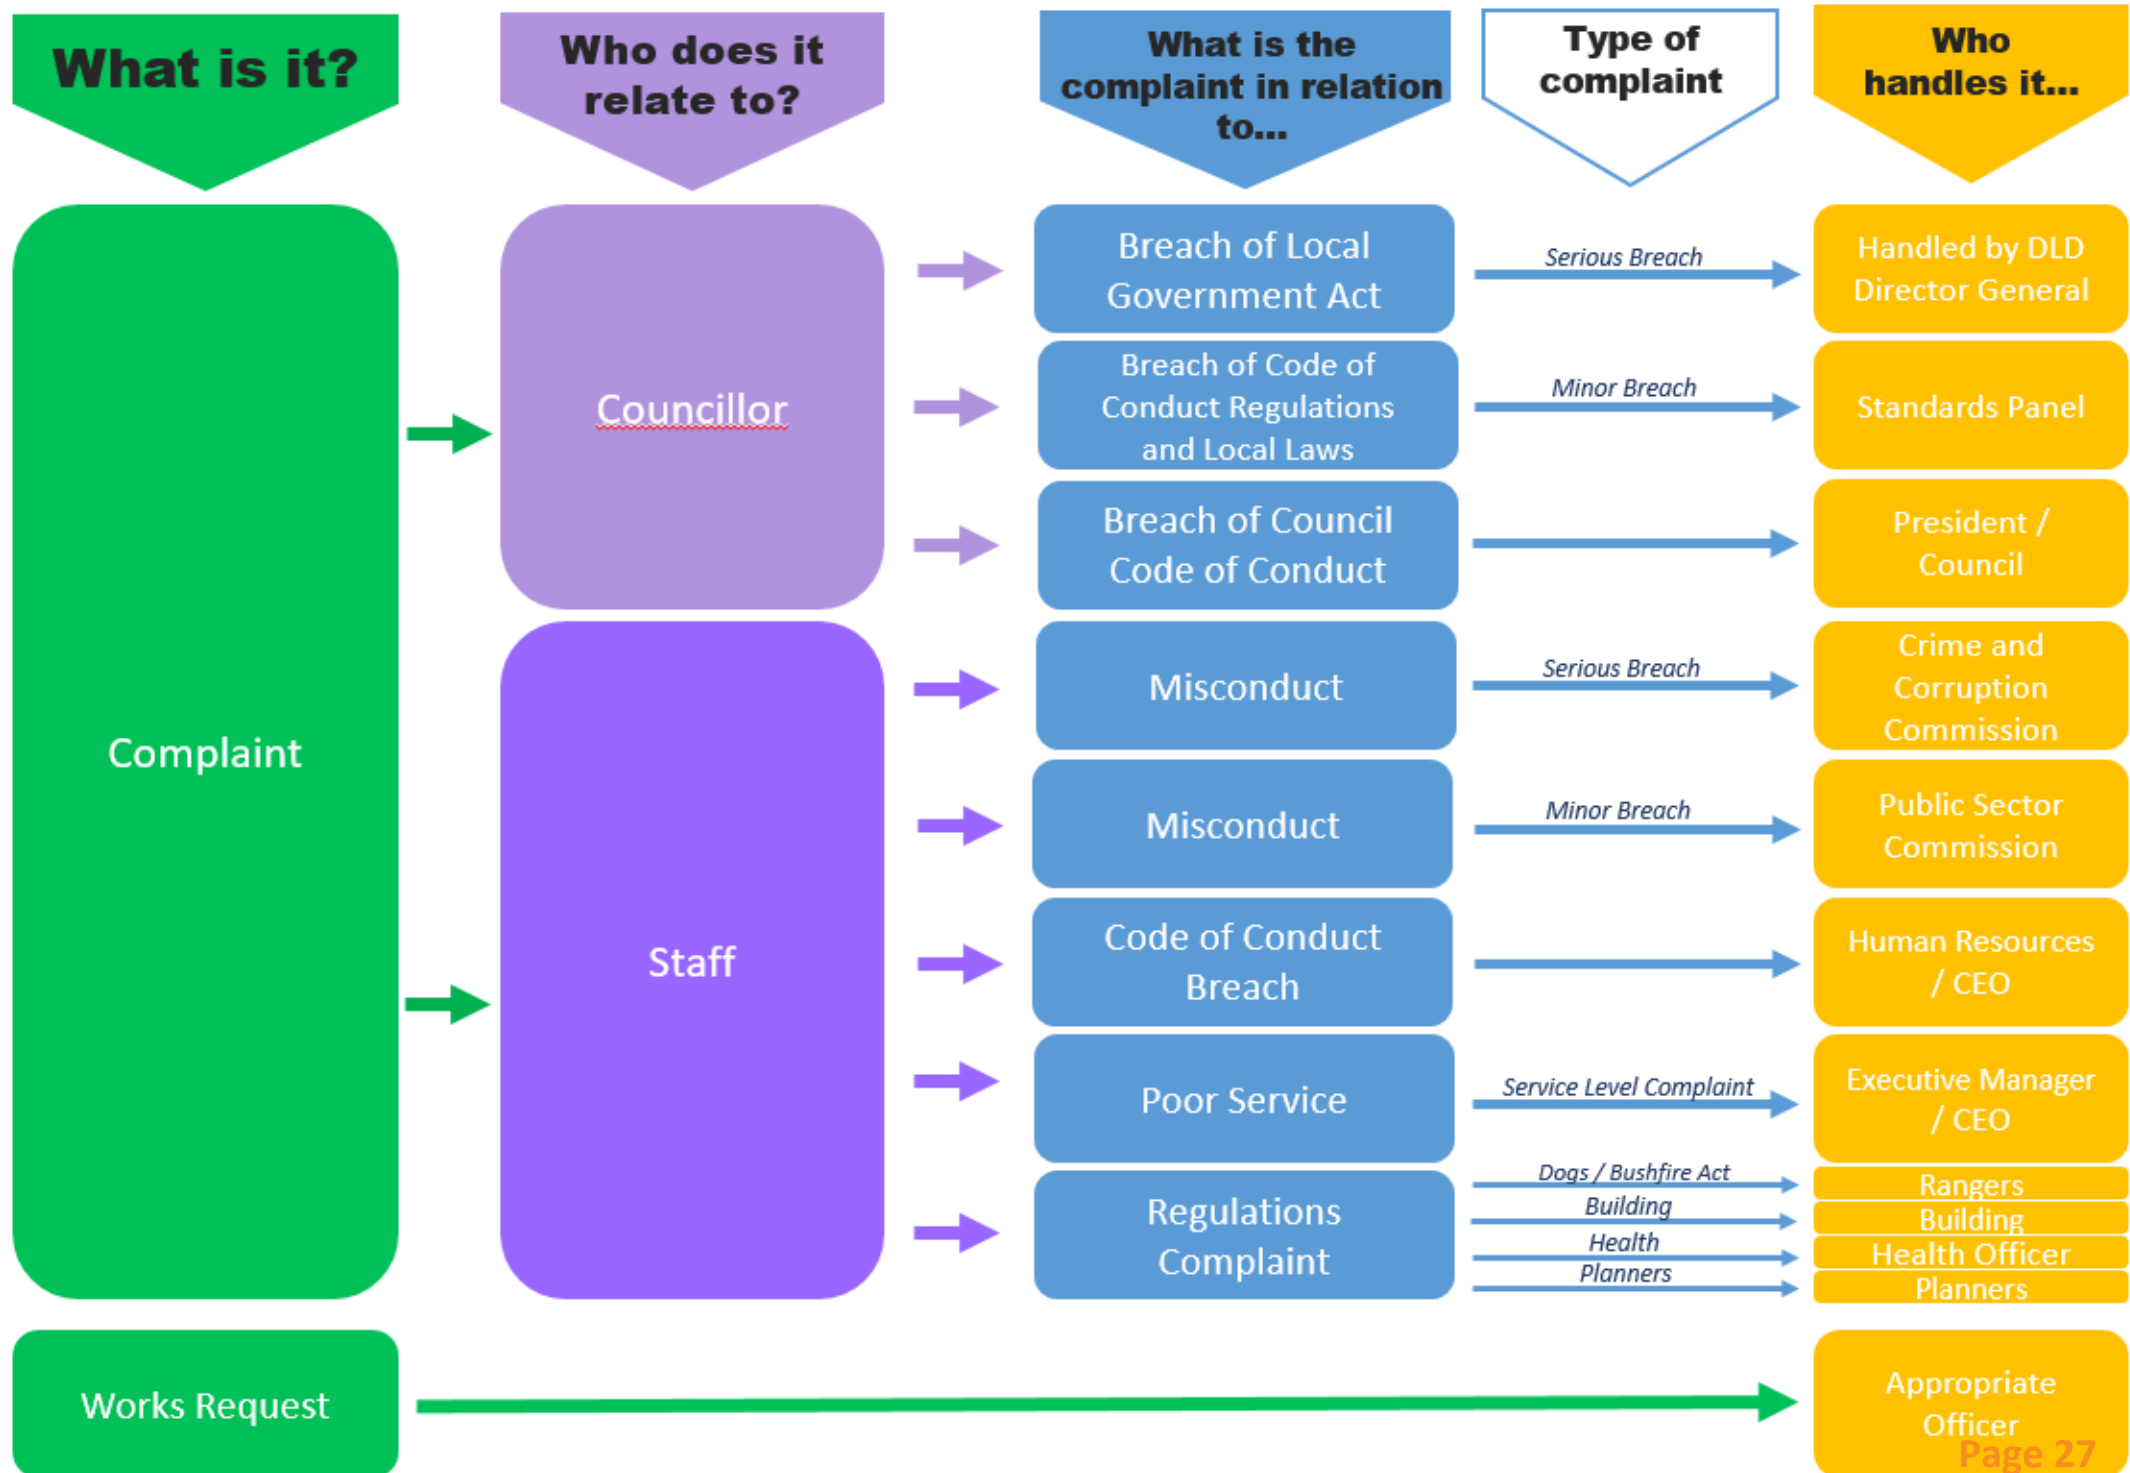 What is it?
Who does it
relate to?
What is the
complaint in relation
to...
Type of
complaint
Who
handles it...
Complaint
Councillor
Breach of Local
Government Act
Serious Breach
Handled by DLD
Director General
Breach of Code of
Conduct Regulations
and Local Laws
Minor Breach
Standards Panel
Breach of Council
Code of Conduct
President /
Council
Staff
Misconduct
Serious Breach
Crime and
Corruption
Commission
Misconduct
Minor Breach
Public Sector
Commission
Code of Conduct
Breach
Human Resources
/ CEO
Poor Service
Service Level Complaint
Executive Manager
/ CEO
Regulations
Complaint
Dogs / Bushfire Act
Rangers
Building
Building
Health
Health Officer
Planners
Planners
Works Request
Appropriate
Officer
Page 27